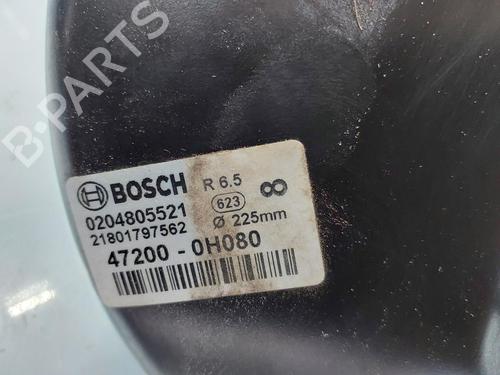 B-PARTS
BOSCH R 6.5
0204805521 623 ∞
21801797562 Ø 225mm
47200 - 0H080